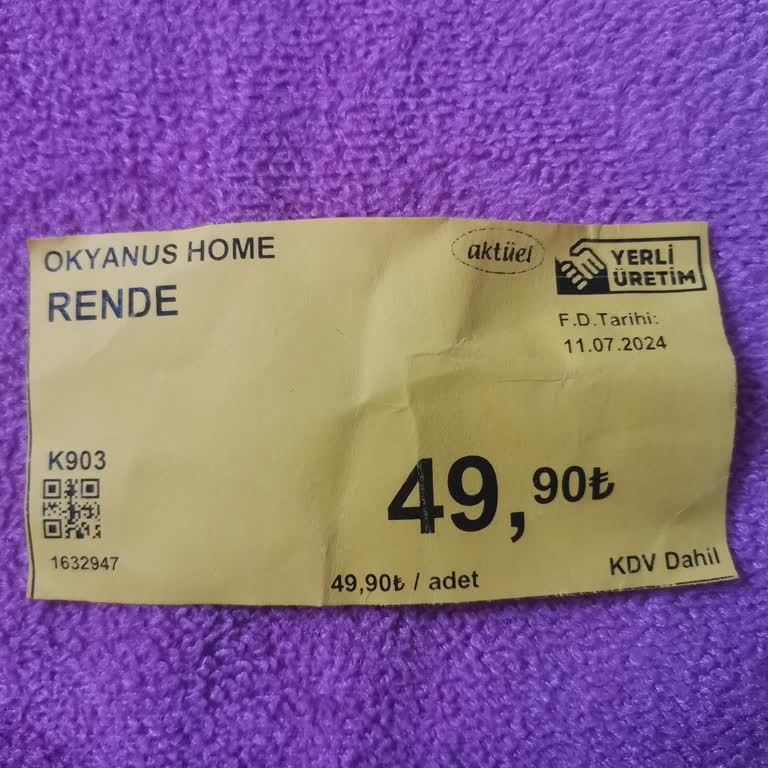 OKYANUS HOME
RENDE
aktüel
YERLİ
ÜRETİM
F.D.Tarihi:
11.07.2024
K903
1632947
49,90₺
49,90₺ / adet
KDV Dahil